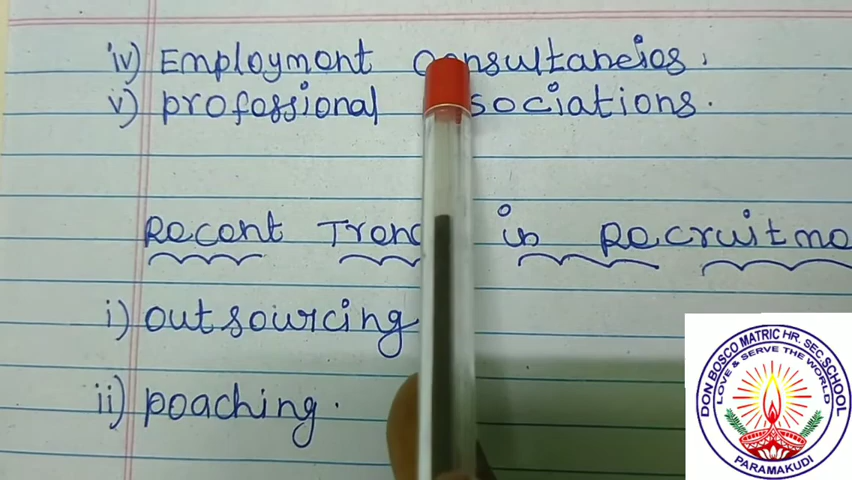 iv) Employment Consultancies.
v) professional sociations.
Recent Tren in Recruitme
i) outsourcing
ii) poaching.
DON BOSCO MATRIC HR. SEC. SCHOOL
LOVE & SERVE THE WORLD
PARAMAKUDI